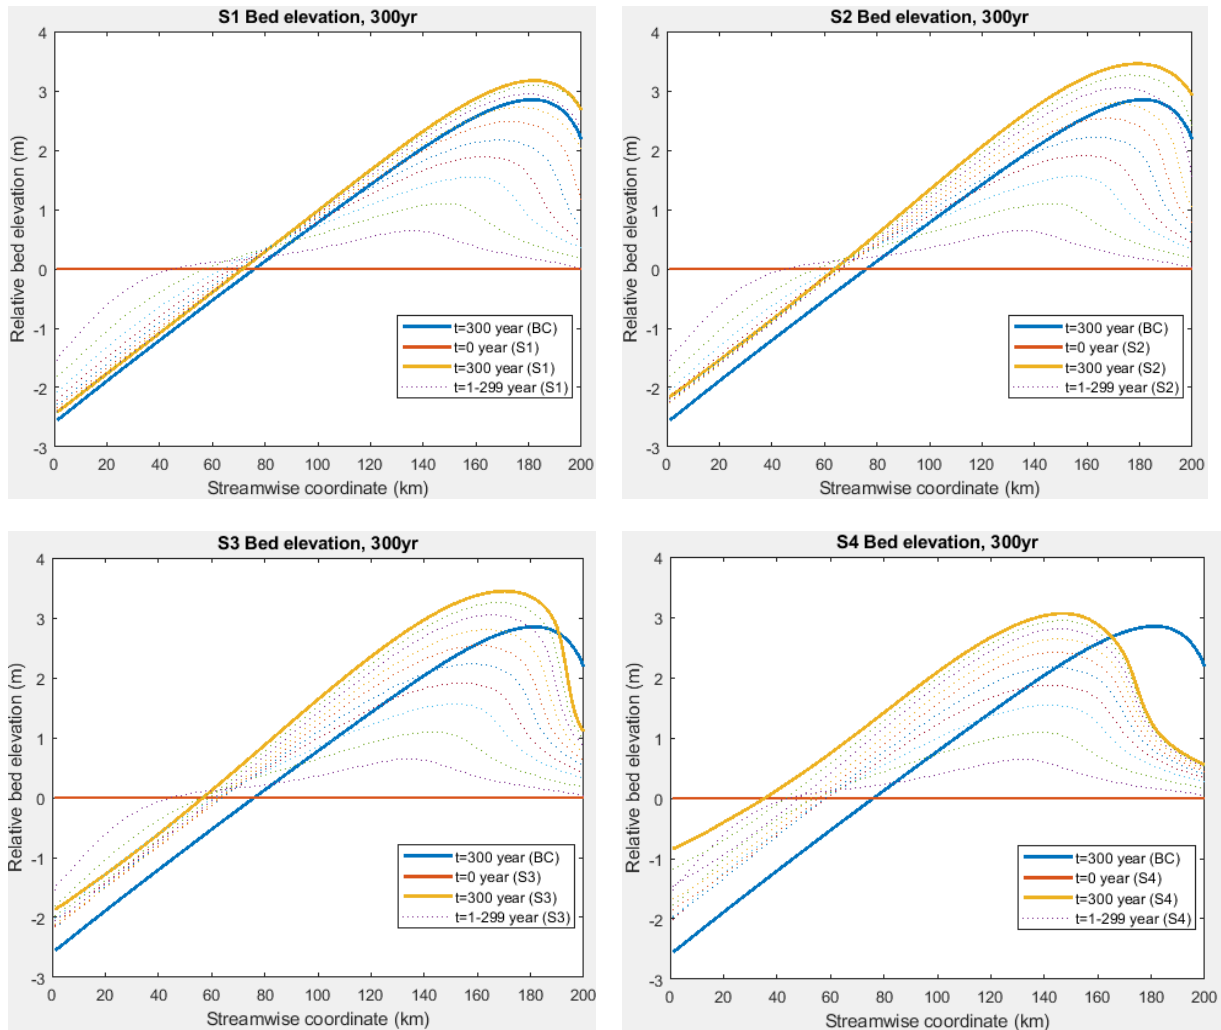 S1 Bed elevation, 300yr
4
3
2
1
0
-1
-2
-3
Relative bed elevation (m)
t=300 year (BC)
t=0 year (S1)
t=300 year (S1)
t=1-299 year (S1)
0 20 40 60 80 100 120 140 160 180 200
Streamwise coordinate (km)
S2 Bed elevation, 300yr
4
3
2
1
0
-1
-2
-3
Relative bed elevation (m)
t=300 year (BC)
t=0 year (S2)
t=300 year (S2)
t=1-299 year (S2)
0 20 40 60 80 100 120 140 160 180 200
Streamwise coordinate (km)
S3 Bed elevation, 300yr
4
3
2
1
0
-1
-2
-3
Relative bed elevation (m)
t=300 year (BC)
t=0 year (S3)
t=300 year (S3)
t=1-299 year (S3)
0 20 40 60 80 100 120 140 160 180 200
Streamwise coordinate (km)
S4 Bed elevation, 300yr
4
3
2
1
0
-1
-2
-3
Relative bed elevation (m)
t=300 year (BC)
t=0 year (S4)
t=300 year (S4)
t=1-299 year (S4)
0 20 40 60 80 100 120 140 160 180 200
Streamwise coordinate (km)